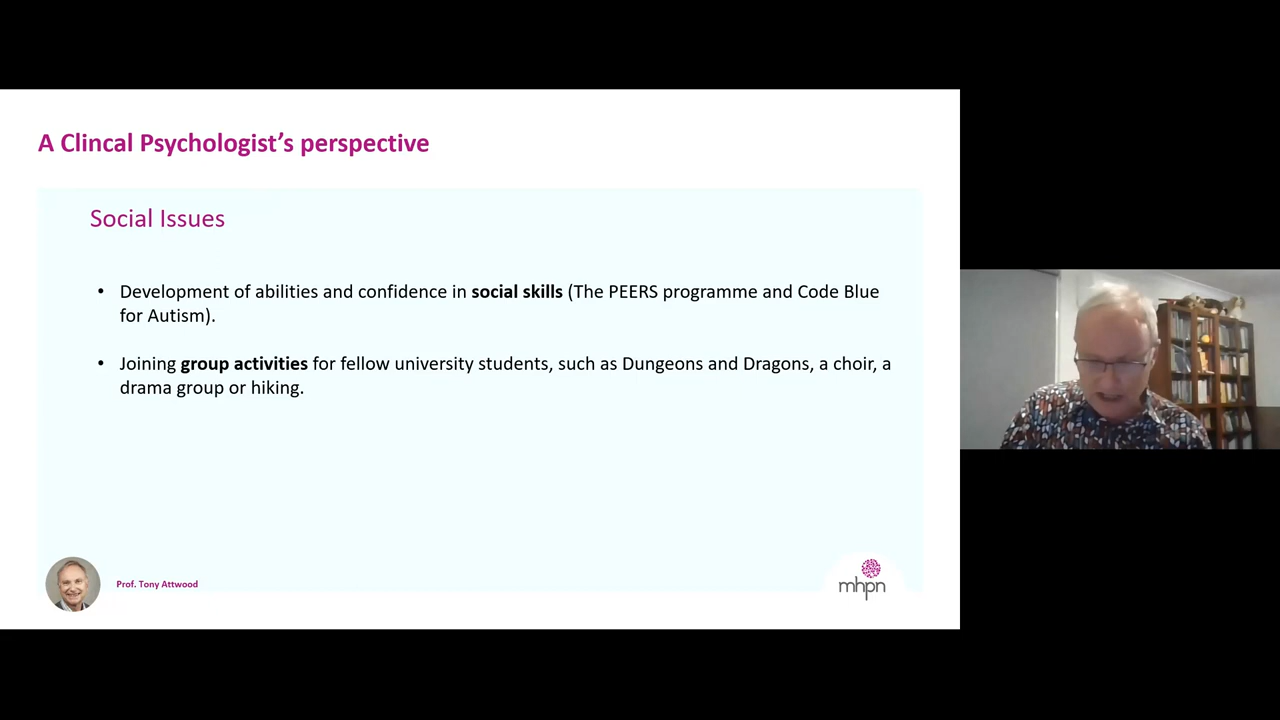 A Clincal Psychologist’s perspective
Social Issues
• Development of abilities and confidence in social skills (The PEERS programme and Code Blue
for Autism).
• Joining group activities for fellow university students, such as Dungeons and Dragons, a choir, a
drama group or hiking.
Prof. Tony Attwood
mhpn